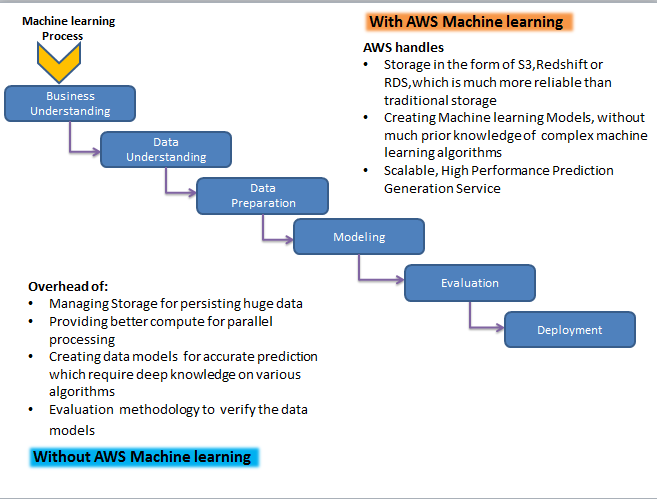 Machine learning
Process
Business
Understanding
Data
Understanding
Data
Preparation
Modeling
Evaluation
Deployment
With AWS Machine learning
AWS handles
• Storage in the form of S3,Redshift or
RDS,which is much more reliable than
traditional storage
• Creating Machine learning Models, without
much prior knowledge of complex machine
learning algorithms
• Scalable, High Performance Prediction
Generation Service
Overhead of:
• Managing Storage for persisting huge data
• Providing better compute for parallel
processing
• Creating data models for accurate prediction
which require deep knowledge on various
algorithms
• Evaluation methodology to verify the data
models
Without AWS Machine learning